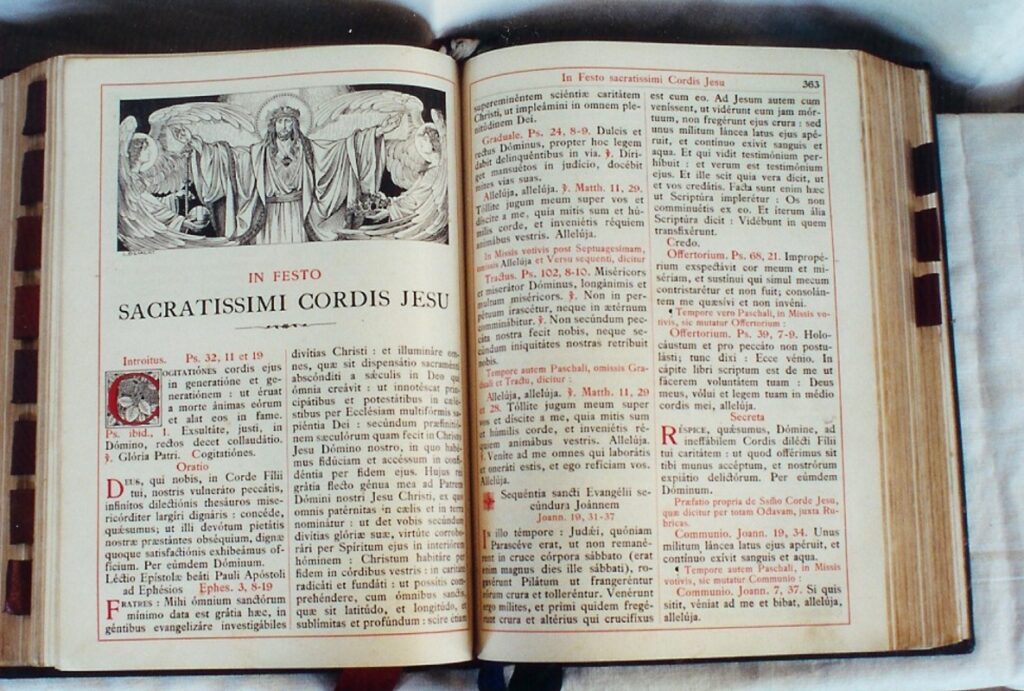 IN FESTO
SACRATISSIMI CORDIS JESU
Introitus. Ps. 32, 11 et 19
COGITATIÓNES cordis ejus
in generatióne et ge-
neratiónem : ut éruat
a morte ánimas eórum
et alat eos in fame.
Ps. ibid., 1. Exsultáte, justi, in
Dómino, rectos decet collaudátio.
℣. Glória Patri. Cogitatiónes.
Oratio
DEUS, qui nobis, in Corde Fílii
tui, nostris vulneráto peccátis,
infinítos dilectiónis thesáuros mise-
ricórditer largíri dignáris : concéde,
quǽsumus; ut illi devótum pietátis
nostræ præstántes obséquium, dignæ
quoque satisfactiónis exhibeámus of-
fícium. Per eúmdem Dóminum.
Léctio Epístolæ beáti Pauli Apóstoli
ad Ephésios Ephes. 3, 8-19
FRATRES : Mihi ómnium sanctórum
mínimo data est grátia hæc, in
géntibus evangelizáre investigábiles
divítias Christi : et illumináre om-
nes, quæ sit dispensátio sacraménti
abscónditi a sǽculis in Deo qui
ómnia creávit : ut innotéscat prin-
cipátibus et potestátibus in cæle-
stibus per Ecclésiam multifórmis sa-
piéntia Dei : secúndum præfinitió-
nem sæculórum quam fecit in Christo
Jesu Dómino nostro, in quo habé-
mus fidúciam et accéssum in confi-
déntia per fidem ejus. Hujus rei
grátia flecto génua mea ad Patrem
Dómini nostri Jesu Christi, ex quo
omnis patérnitas in cælis et in terra
nominátur : ut det vobis secúndum
divítias glóriæ suæ, virtúte corrobo-
rári per Spíritum ejus in interiórem
hóminem : Christum habitáre per
fidem in córdibus vestris : in caritáte
radicáti et fundáti : ut possítis com-
prehéndere, cum ómnibus sanctis,
quæ sit latitúdo, et longitúdo, et
sublímitas et profúndum : scire étiam
In Festo sacratissimi Cordis Jesu 363
supereminéntem sciéntiæ caritátem
Christi, ut impleámini in omnem ple-
nitúdinem Dei.
Graduale. Ps. 24, 8-9. Dulcis et
rectus Dóminus, propter hoc legem
dabit delinquéntibus in via. ℣. Díri-
get mansuétos in judício, docébit
mites vias suas.
Allelúja, allelúja. ℣. Matth. 11, 29.
Tóllite jugum meum super vos et
díscite a me, quia mitis sum et hú-
milis corde, et inveniétis réquiem
animábus vestris. Allelúja.
In Missis votivis post Septuagesimam,
omissis Allelúja et Versu sequenti, dicitur
Tractus. Ps. 102, 8-10. Miséricors
et miserátor Dóminus, longánimis et
multum miséricors. ℣. Non in per-
pétuum irascétur, neque in ætérnum
comminábitur. ℣. Non secúndum pec-
cáta nostra fecit nobis, neque se-
cúndum iniquitátes nostras retríbuit
nobis.
Tempore autem Paschali, omissis Gra-
duali et Tractu, dicitur :
Allelúja, allelúja. ℣. Matth. 11, 29
et 28. Tóllite jugum meum super
vos et díscite a me, quia mitis sum
et húmilis corde, et inveniétis ré-
quiem animábus vestris. Allelúja.
℣. Veníte ad me omnes qui laborátis
et oneráti estis, et ego refíciam vos.
Allelúja.
Sequéntia sancti Evangélii se-
cúndum Joánnem
Joann. 19, 31-37
In illo témpore : Judǽi, quóniam
Parascéve erat, ut non remané-
rent in cruce córpora sábbato (erat
enim magnus dies ille sábbati), ro-
gavérunt Pilátum ut frangeréntur
eórum crura et tolleréntur. Venérunt
ergo mílites, et primi quidem fregé-
runt crura et altérius qui crucifíxus
est cum eo. Ad Jesum autem cum
veníssent, ut vidérunt eum jam mór-
tuum, non fregérunt ejus crura : sed
unus mílitum láncea latus ejus apé-
ruit, et contínuo exívit sanguis et
aqua. Et qui vidit testimónium per-
híbuit : et verum est testimónium
ejus. Et ille scit quia vera dicit, ut
et vos credátis. Facta sunt enim hæc
ut Scriptúra implerétur : Os non
comminuétis ex eo. Et íterum ália
Scriptúra dicit : Vidébunt in quem
transfixérunt.
Credo.
Offertorium. Ps. 68, 21. Impropé-
rium exspectávit cor meum et mi-
sériam, et sustínui qui simul mecum
contristarétur et non fuit; consolán-
tem me quæsívi et non invéni.
¶ Tempore vero Paschali, in Missis vo-
tivis, sic mutatur Offertorium :
Offertorium. Ps. 39, 7-9. Holo-
cáustum et pro peccáto non postu-
lásti; tunc dixi : Ecce vénio. In
cápite libri scriptum est de me ut
fácerem voluntátem tuam : Deus
meus, vólui et legem tuam in médio
cordis mei, allelúja.
Secreta
RÉSPICE, quǽsumus, Dómine, ad
ineffábilem Cordis dilécti Fílii
tui caritátem : ut quod offérimus sit
tibi munus accéptum, et nostrórum
expiátio delictórum. Per eúmdem
Dóminum.
Præfatio propria de Ssmo Corde Jesu,
quæ dicitur per totam Octavam, juxta Ru-
bricas.
Communio. Joann. 19, 34. Unus
mílitum láncea latus ejus apéruit, et
contínuo exívit sanguis et aqua.
¶ Tempore autem Paschali, in Missis
votivis, sic mutatur Communio :
Communio. Joann. 7, 37. Si quis
sitit, véniat ad me et bibat, allelúja,
allelúja.